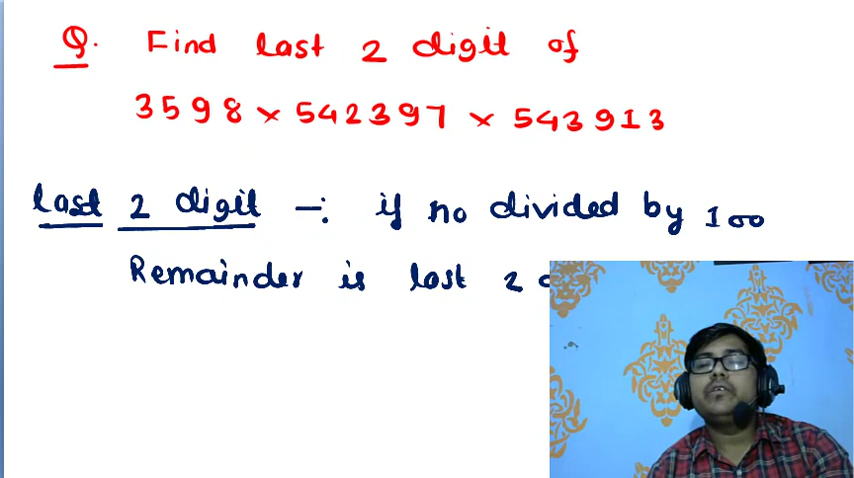 Q. Find last 2 digit of
3598 × 542397 × 543913
last 2 digit –: if no divided by 100
Remainder is last 2